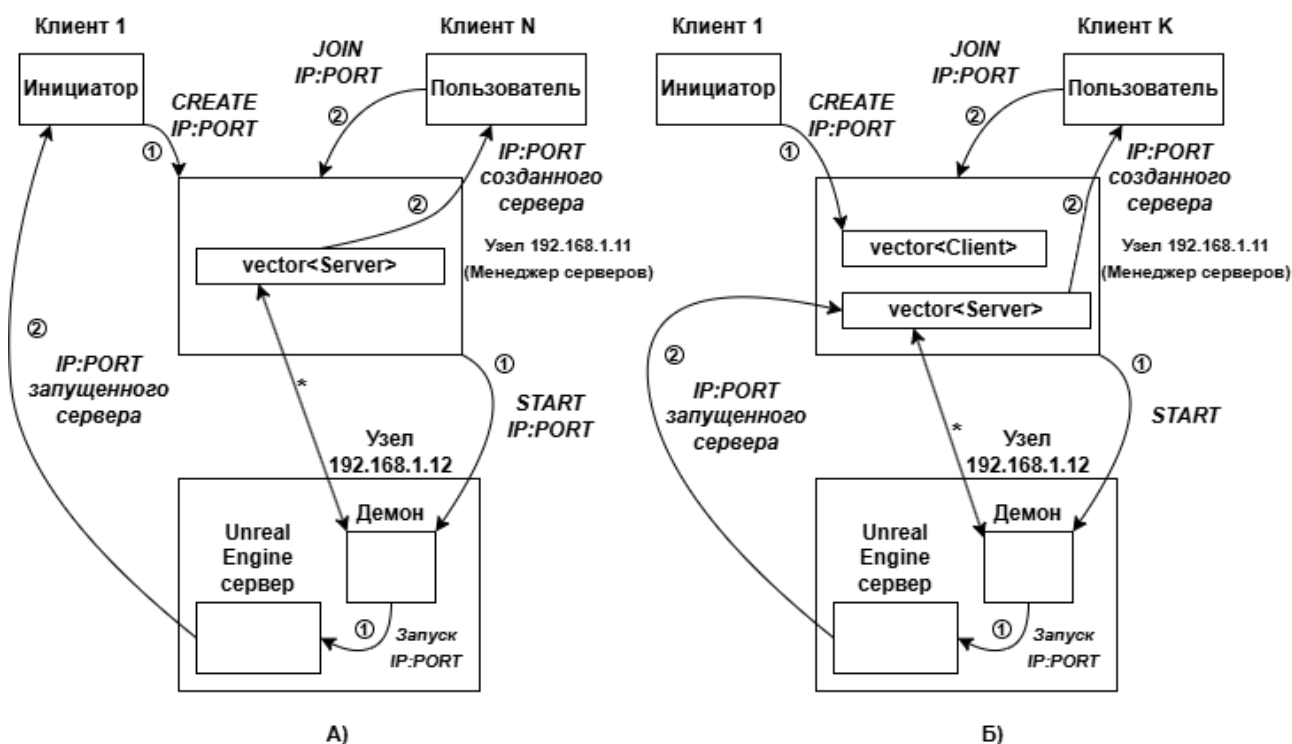 Клиент 1
Инициатор
CREATE
IP:PORT
①
JOIN
IP:PORT
②
Клиент N
Пользователь
IP:PORT
созданного
сервера
②
vector<Server>
Узел 192.168.1.11
(Менеджер серверов)
②
IP:PORT
запущенного
сервера
*
①
START
IP:PORT
Узел
192.168.1.12
Unreal
Engine
сервер
Демон
①
Запуск
IP:PORT
А)
Клиент 1
Инициатор
CREATE
IP:PORT
①
JOIN
IP:PORT
②
Клиент K
Пользователь
IP:PORT
созданного
сервера
②
vector<Client>
Узел 192.168.1.11
(Менеджер серверов)
vector<Server>
②
IP:PORT
запущенного
сервера
*
①
START
Узел
192.168.1.12
Unreal
Engine
сервер
Демон
①
Запуск
IP:PORT
Б)